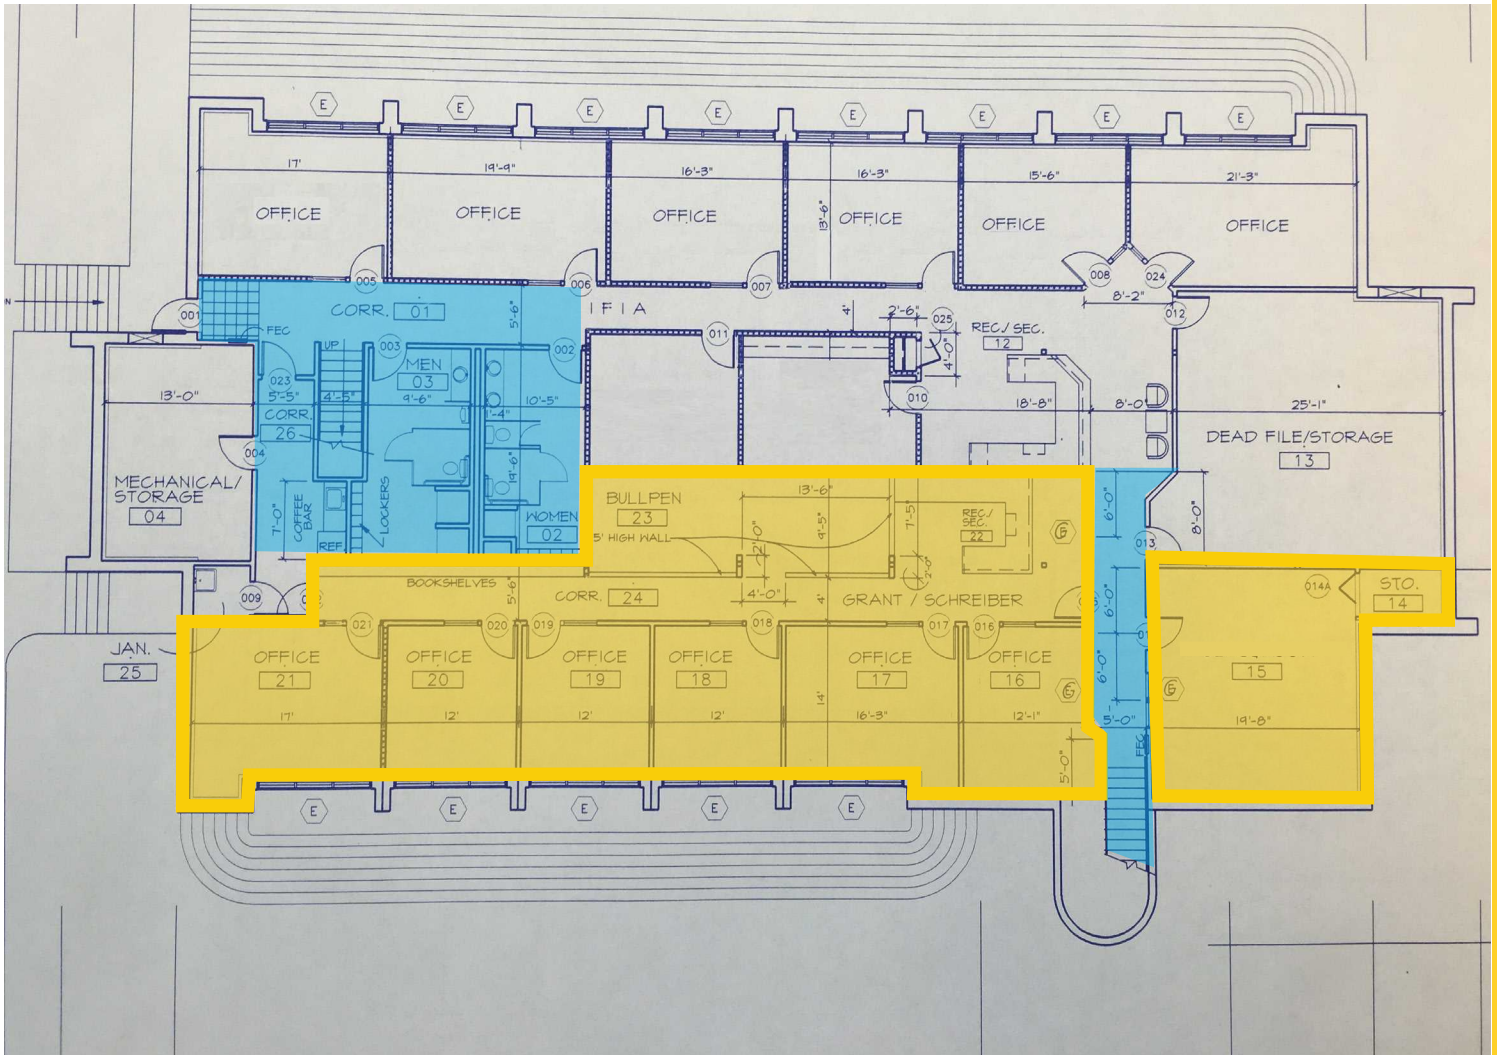 E E E E E E E E
17' 19'-9" 16'-3" 16'-3" 15'-6" 21'-3"
13'-6"
OFFICE OFFICE OFFICE OFFICE OFFICE OFFICE
005 006 007 008 024
8'-2"
001 CORR. 01 5'-6" IFIA 4' 2'-6" 025 012
FEC UP 003 002 011 REC./ SEC.
12
4'-0"
MEN
03
023
13'-0" 5'-5" 4'-5" 9'-6" 10'-5" 010 18'-8" 8'-0" 25'-1"
CORR.
26
004
DEAD FILE/STORAGE
13
MECHANICAL/
STORAGE
04
19'-6"
7'-0" COFFEE
BAR
LOCKERS
REF.
WOMEN
02
BULLPEN
23
5' HIGH WALL
13'-6" 9'-5" 7'-5" 2'-0" 2'-0"
REC./
SEC.
22
G
6'-0" 8'-0"
013
BOOKSHELVES 5'-6" CORR. 24 4'-0" 4' GRANT / SCHREIBER
6'-0"
014A STO.
14
009
021 020 019 018 017 016
JAN.
25
OFFICE OFFICE OFFICE OFFICE OFFICE OFFICE
21 20 19 18 17 16
15
6'-0"
G G
14'
17' 12' 12' 12' 16'-3" 12'-1" 5'-0" 19'-8"
5'-0" FEC
E E E E E